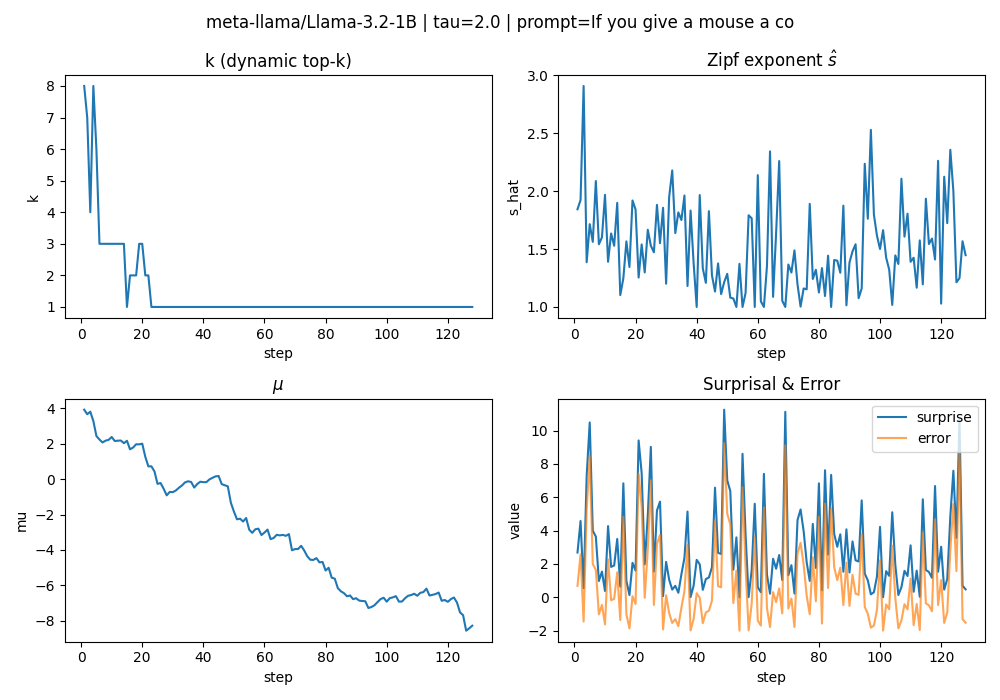 meta-llama/Llama-3.2-1B | tau=2.0 | prompt=If you give a mouse a co
k (dynamic top-k)
8
7
6
5
4
3
2
1
k
0 20 40 60 80 100 120
step
Zipf exponent ŝ
3.0
2.5
2.0
1.5
1.0
s_hat
0 20 40 60 80 100 120
step
μ
4
2
0
−2
−4
−6
−8
mu
0 20 40 60 80 100 120
step
Surprisal & Error
surprise
error
10
8
6
4
2
0
−2
value
0 20 40 60 80 100 120
step